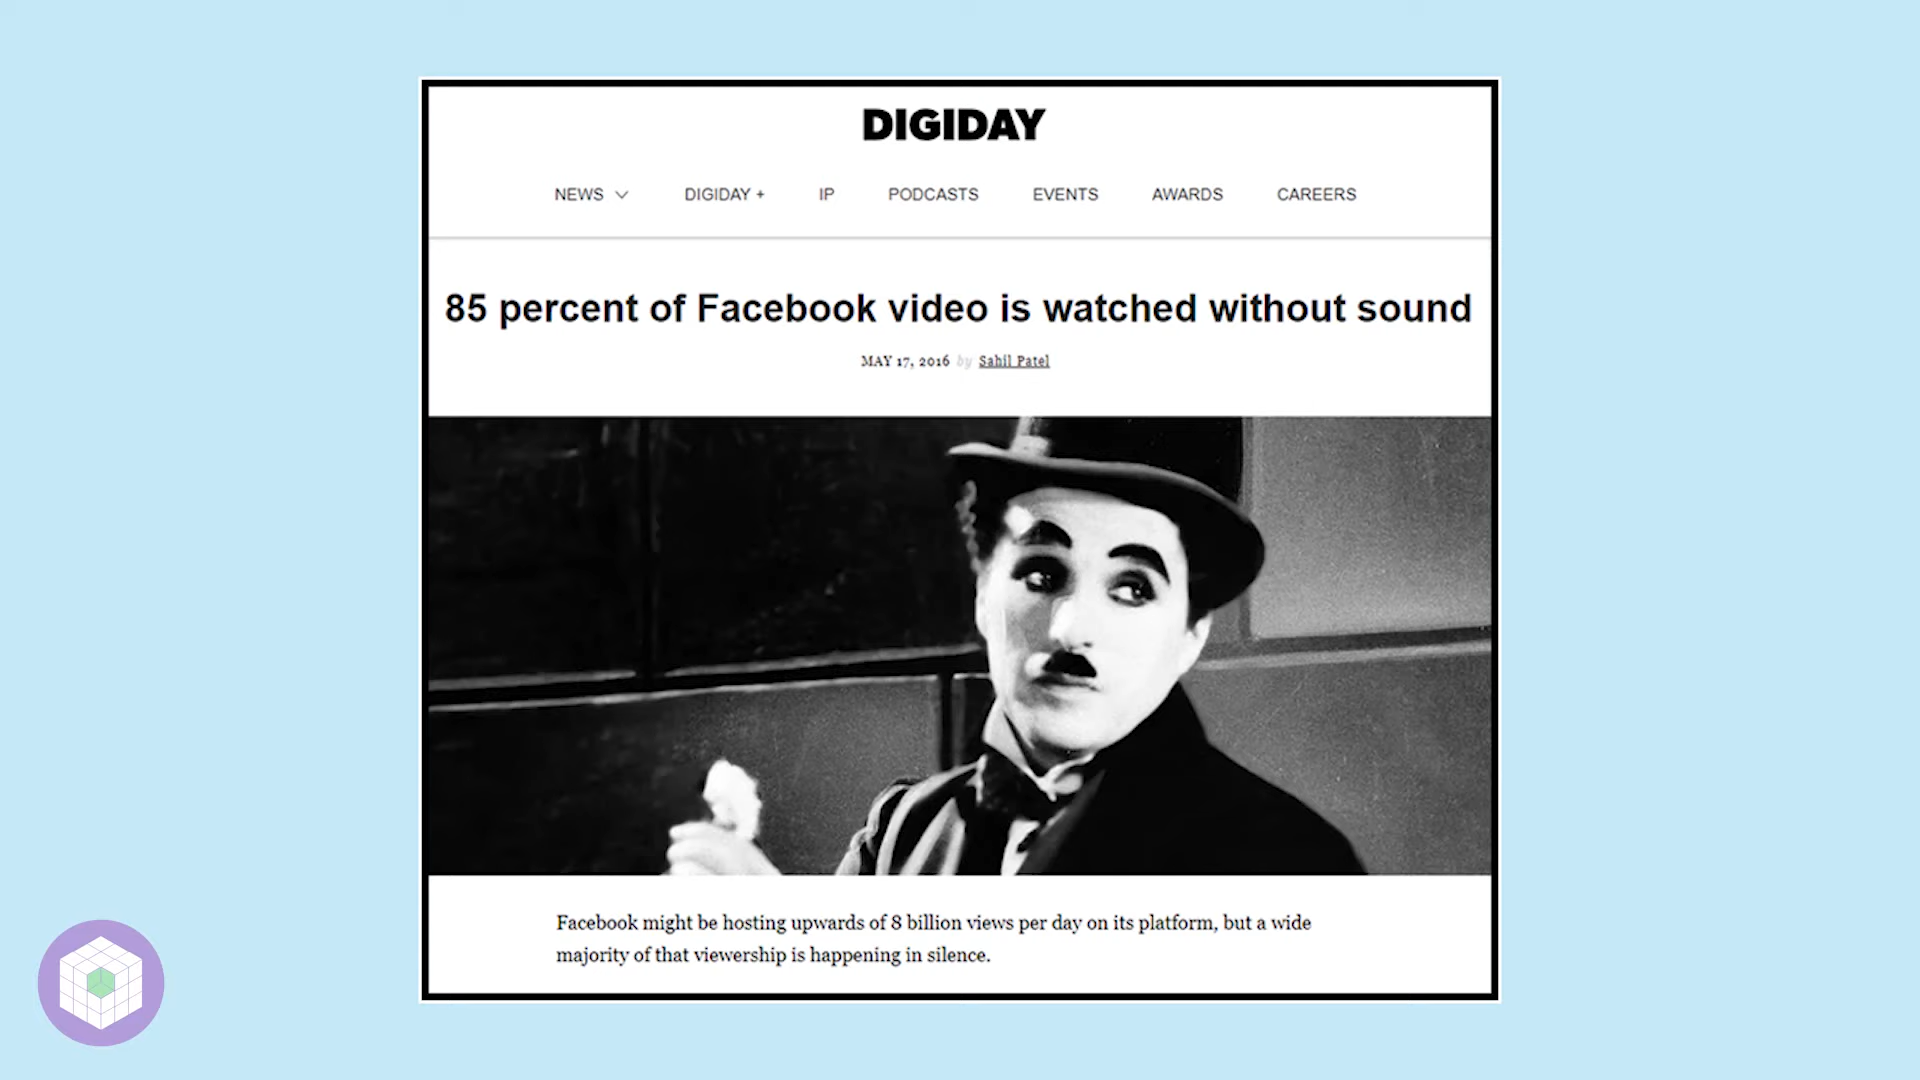 DIGIDAY
NEWS DIGIDAY + IP PODCASTS EVENTS AWARDS CAREERS
85 percent of Facebook video is watched without sound
MAY 17, 2016 by Sahil Patel
Facebook might be hosting upwards of 8 billion views per day on its platform, but a wide
majority of that viewership is happening in silence.